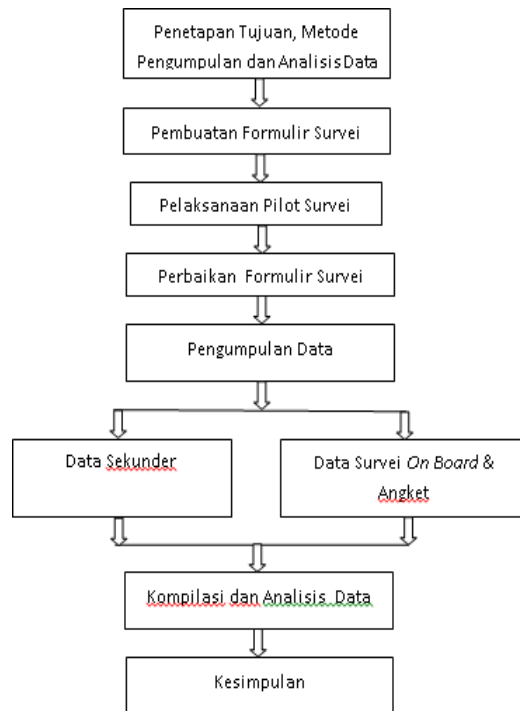 Penetapan Tujuan, Metode
Pengumpulan dan Analisis Data
Pembuatan Formulir Survei
Pelaksanaan Pilot Survei
Perbaikan Formulir Survei
Pengumpulan Data
Data Sekunder
Data Survei On Board &
Angket
Kompilasi dan Analisis Data
Kesimpulan